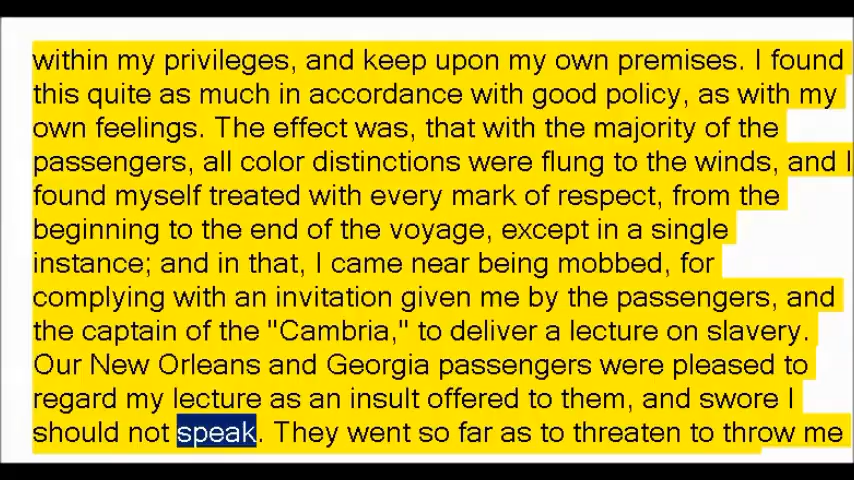 within my privileges, and keep upon my own premises. I found
this quite as much in accordance with good policy, as with my
own feelings. The effect was, that with the majority of the
passengers, all color distinctions were flung to the winds, and I
found myself treated with every mark of respect, from the
beginning to the end of the voyage, except in a single
instance; and in that, I came near being mobbed, for
complying with an invitation given me by the passengers, and
the captain of the "Cambria," to deliver a lecture on slavery.
Our New Orleans and Georgia passengers were pleased to
regard my lecture as an insult offered to them, and swore I
should not speak. They went so far as to threaten to throw me